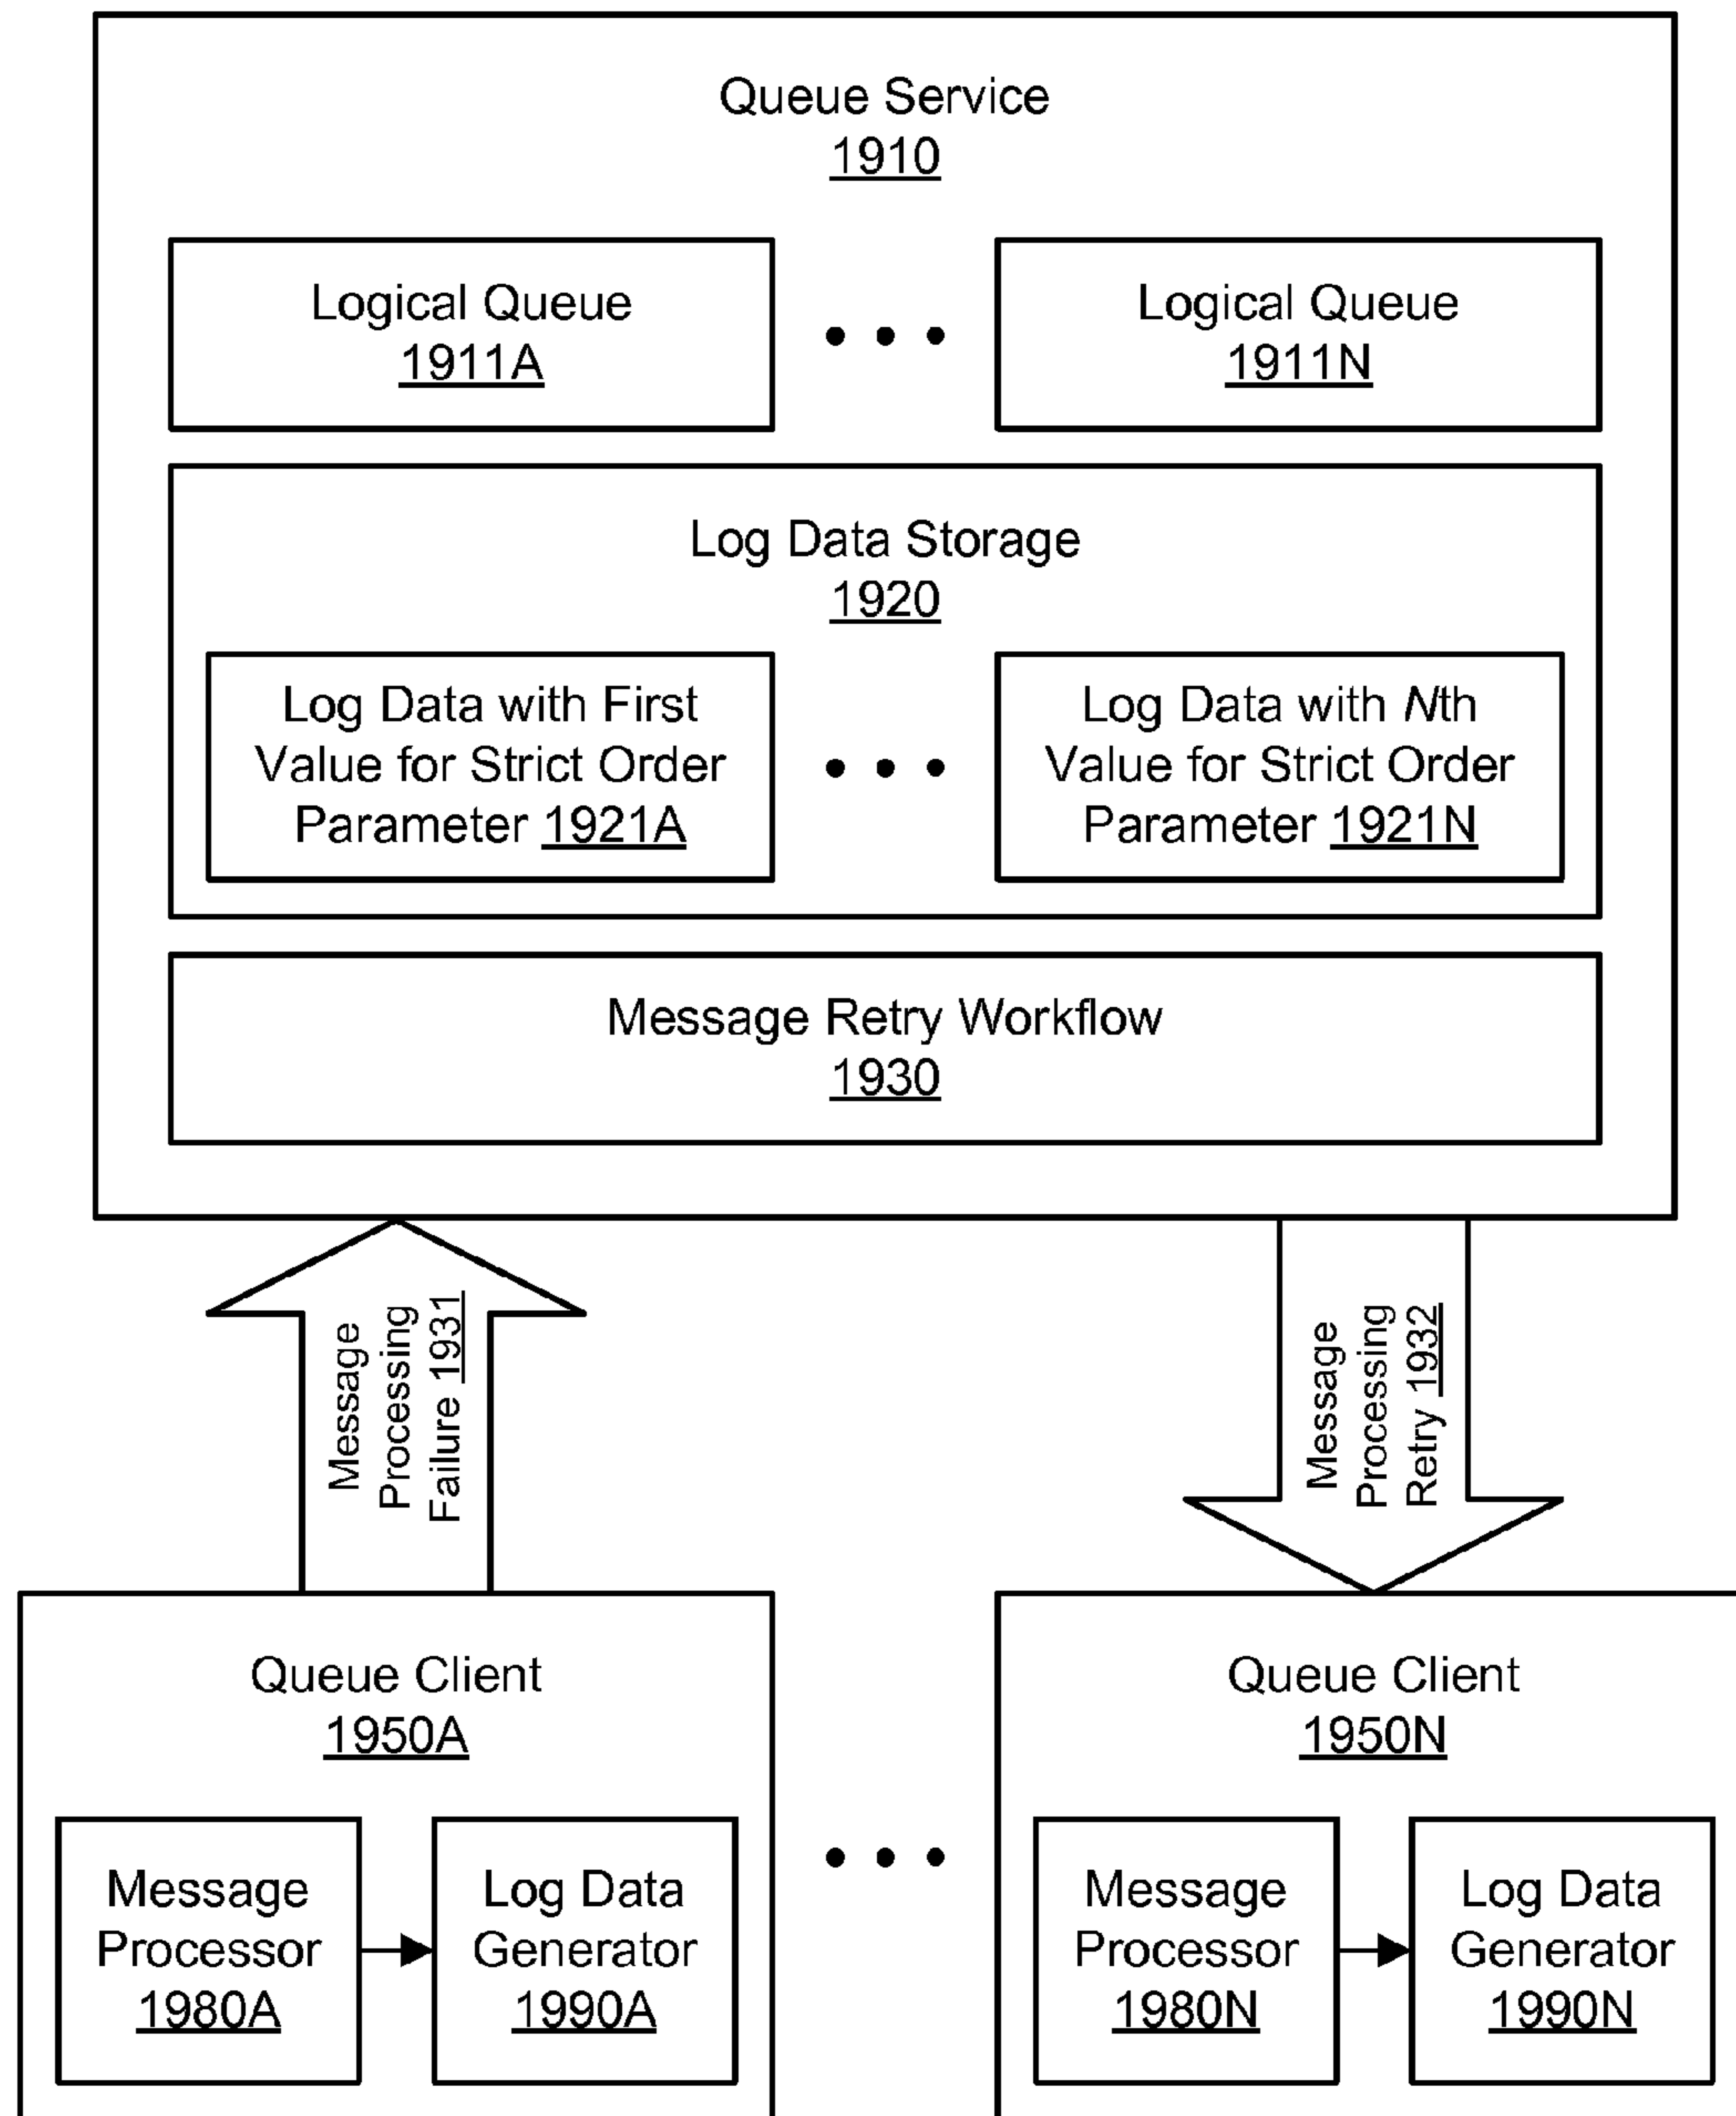 Queue Service
1910
Logical Queue
1911A
Logical Queue
1911N
Log Data Storage
1920
Log Data with First
Value for Strict Order
Parameter 1921A
Log Data with Nth
Value for Strict Order
Parameter 1921N
Message Retry Workflow
1930
Message
Processing
Failure 1931
Message
Processing
Retry 1932
Queue Client
1950A
Message
Processor
1980A
Log Data
Generator
1990A
Queue Client
1950N
Message
Processor
1980N
Log Data
Generator
1990N